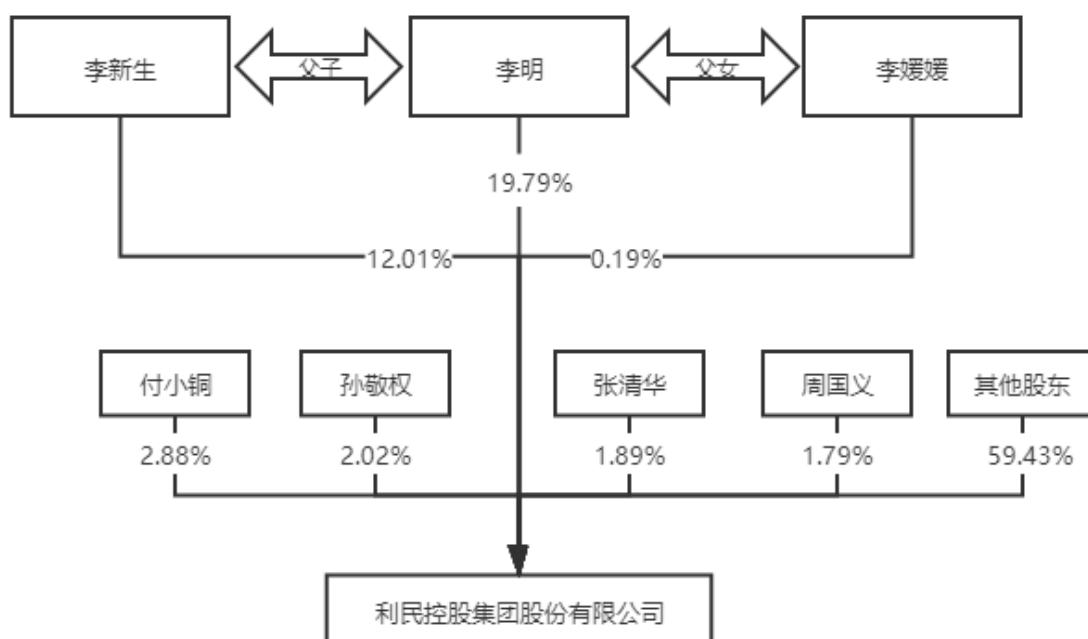 李新生
父子
李明
父女
李媛媛
19.79%
12.01%
0.19%
付小铜
孙敬权
张清华
周国义
其他股东
2.88%
2.02%
1.89%
1.79%
59.43%
利民控股集团股份有限公司